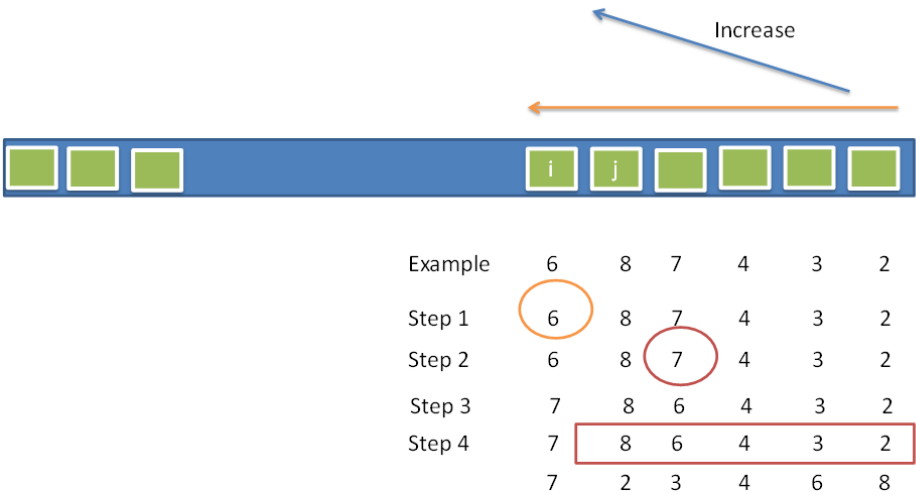 Increase
i j
Example 6 8 7 4 3 2
Step 1 6 8 7 4 3 2
Step 2 6 8 7 4 3 2
Step 3 7 8 6 4 3 2
Step 4 7 8 6 4 3 2
7 2 3 4 6 8